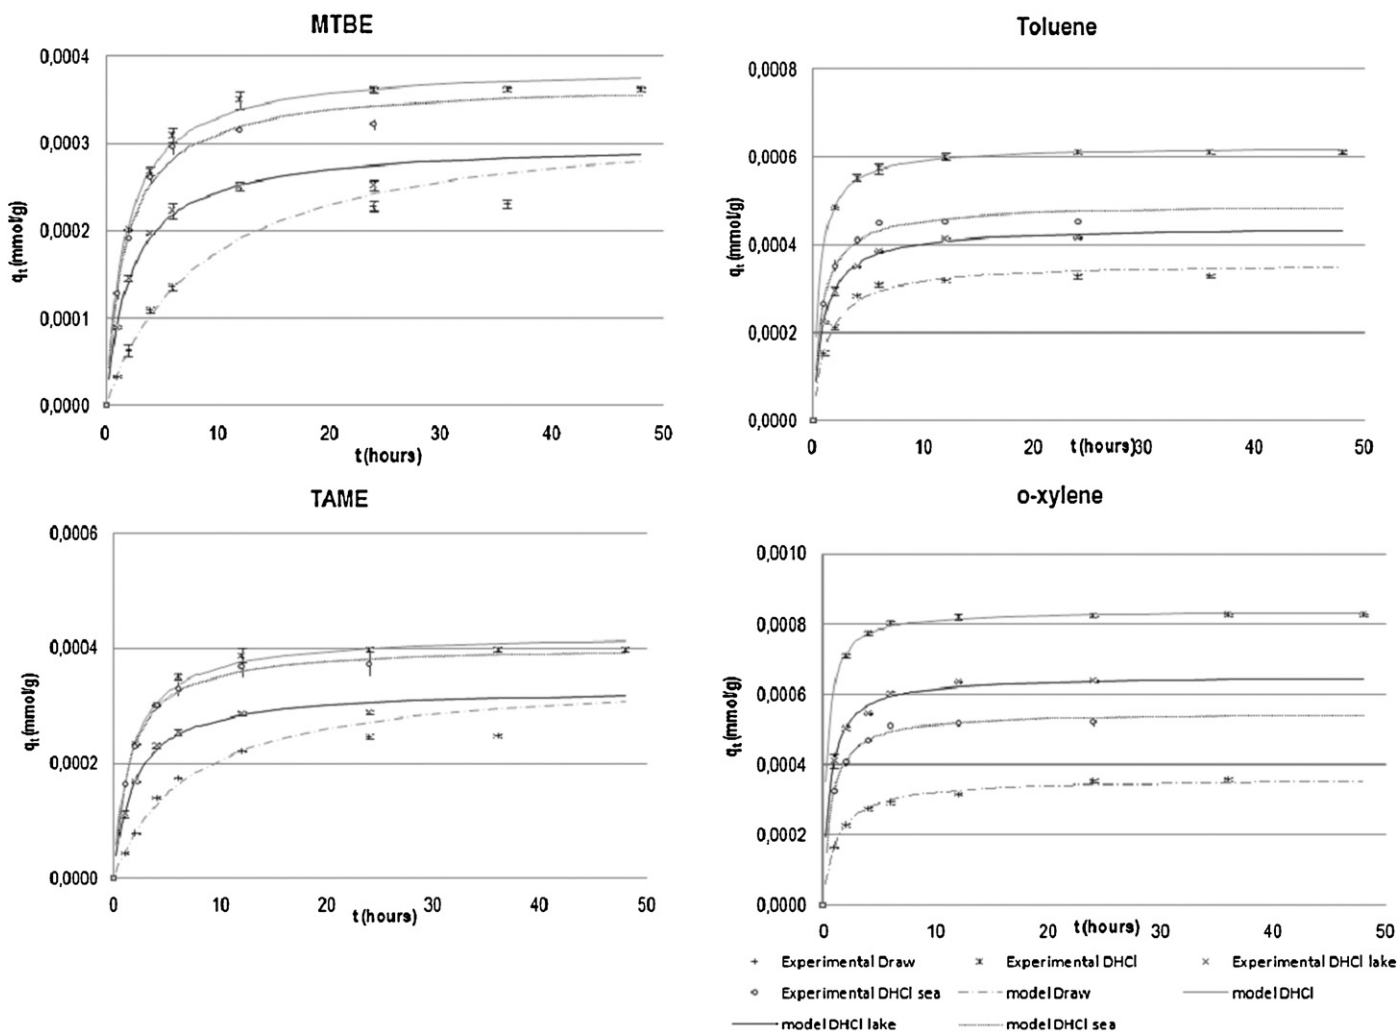 MTBE
0,0004
0,0003
0,0002
0,0001
0,0000
qt (mmol/g)
0 10 20 30 40 50
t (hours)
Toluene
0,0008
0,0006
0,0004
0,0002
0,0000
qt (mmol/g)
0 10 20 t (hours) 30 40 50
TAME
0,0006
0,0004
0,0002
0,0000
qt (mmol/g)
0 10 20 30 40 50
t (hours)
o-xylene
0,0010
0,0008
0,0006
0,0004
0,0002
0,0000
qt (mmol/g)
0 10 20 t (hours) 30 40 50
Experimental Draw Experimental DHCl Experimental DHCl lake
Experimental DHCl sea model Draw model DHCl
model DHCl lake model DHCl sea